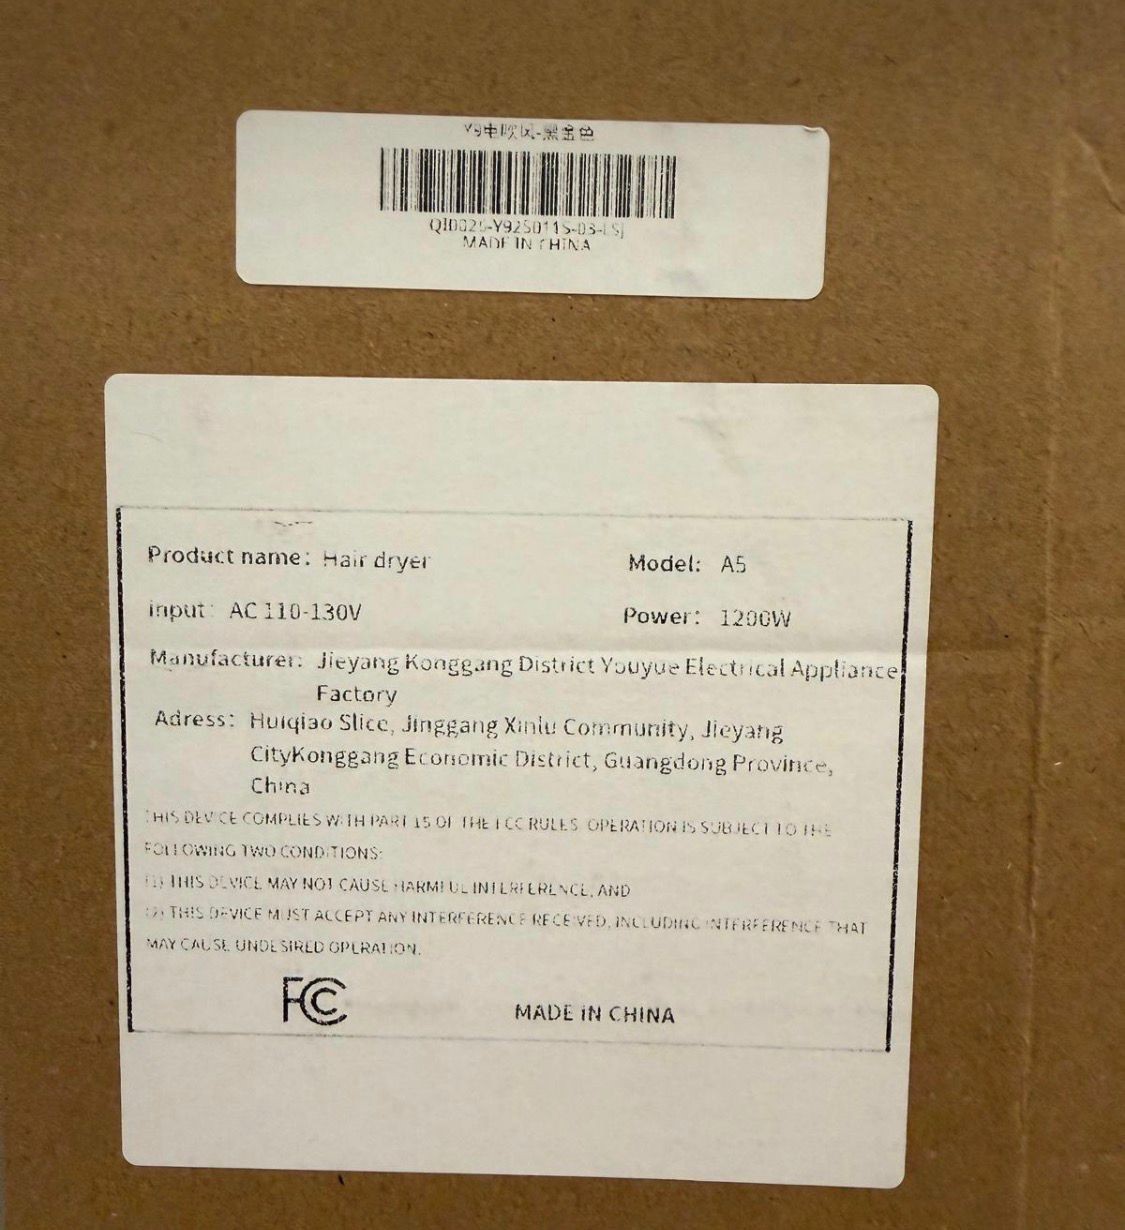 Y9电吹风-黑金色
MADE IN CHINA
Product name: Hair dryer
Model: A5
input: AC 110-130V
Power: 1200W
Manufacturer: Jieyang Konggang District Youyue Electrical Appliance
Factory
Adress: Huiqiao Slice, Jinggang Xinlu Community, Jieyang
CityKonggang Economic District, Guangdong Province,
China
THIS DEVICE COMPLIES WITH PART 15 OF THE FCC RULES. OPERATION IS SUBJECT TO THE
FOLLOWING TWO CONDITIONS:
(1) THIS DEVICE MAY NOT CAUSE HARMFUL INTERFERENCE, AND
(2) THIS DEVICE MUST ACCEPT ANY INTERFERENCE RECEIVED, INCLUDING INTERFERENCE THAT
MAY CAUSE UNDESIRED OPERATION.
FC
MADE IN CHINA